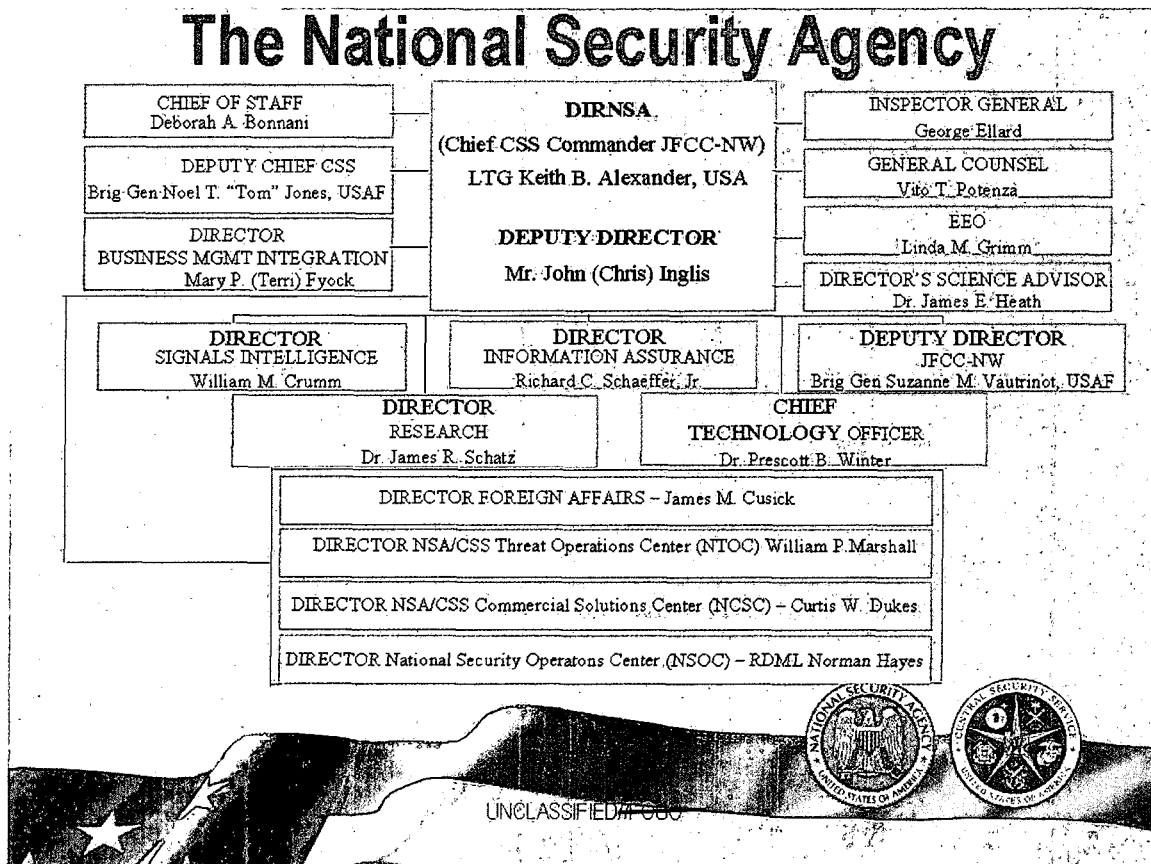 The National Security Agency
CHIEF OF STAFF
Deborah A. Bonnani
DEPUTY CHIEF CSS
Brig Gen Noel T. "Tom" Jones, USAF
DIRECTOR
BUSINESS MGMT INTEGRATION
Mary P. (Terri) Fyock
DIRNSA
(Chief CSS Commander JFCC-NW)
LTG Keith B. Alexander, USA
DEPUTY DIRECTOR
Mr. John (Chris) Inglis
INSPECTOR GENERAL
George Ellard
GENERAL COUNSEL
Vito T. Potenza
EEO
Linda M. Grimm
DIRECTOR'S SCIENCE ADVISOR
Dr. James E. Heath
DIRECTOR
SIGNALS INTELLIGENCE
William M. Crumm
DIRECTOR
INFORMATION ASSURANCE
Richard C. Schaeffer, Jr.
DEPUTY DIRECTOR
JFCC-NW
Brig Gen Suzanne M. Vautrinot, USAF
DIRECTOR
RESEARCH
Dr. James R. Schatz
CHIEF
TECHNOLOGY OFFICER
Dr. Prescott B. Winter
DIRECTOR FOREIGN AFFAIRS – James M. Cusick
DIRECTOR NSA/CSS Threat Operations Center (NTOC) William P. Marshall
DIRECTOR NSA/CSS Commercial Solutions Center (NCSC) – Curtis W. Dukes
DIRECTOR National Security Operatons Center (NSOC) – RDML Norman Hayes
NATIONAL SECURITY AGENCY
UNITED STATES OF AMERICA
CENTRAL SECURITY SERVICE
UNITED STATES OF AMERICA
UNCLASSIFIED//FOUO